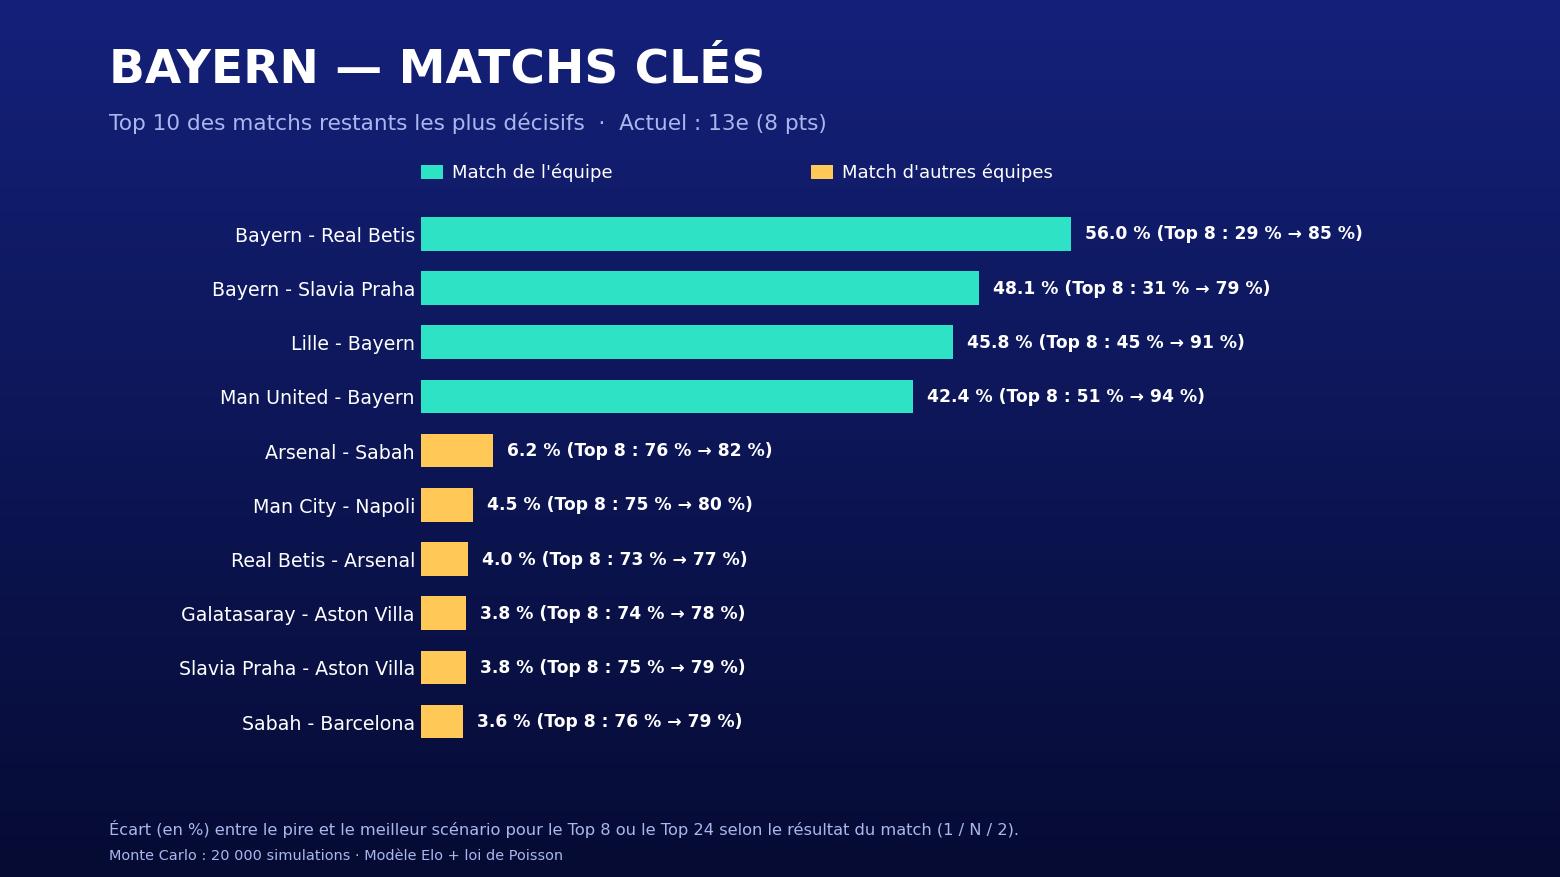 BAYERN — MATCHS CLÉS
Top 10 des matchs restants les plus décisifs · Actuel : 13e (8 pts)
Match de l'équipe
Match d'autres équipes
Bayern - Real Betis 56.0 % (Top 8 : 29 % → 85 %)
Bayern - Slavia Praha 48.1 % (Top 8 : 31 % → 79 %)
Lille - Bayern 45.8 % (Top 8 : 45 % → 91 %)
Man United - Bayern 42.4 % (Top 8 : 51 % → 94 %)
Arsenal - Sabah 6.2 % (Top 8 : 76 % → 82 %)
Man City - Napoli 4.5 % (Top 8 : 75 % → 80 %)
Real Betis - Arsenal 4.0 % (Top 8 : 73 % → 77 %)
Galatasaray - Aston Villa 3.8 % (Top 8 : 74 % → 78 %)
Slavia Praha - Aston Villa 3.8 % (Top 8 : 75 % → 79 %)
Sabah - Barcelona 3.6 % (Top 8 : 76 % → 79 %)
Écart (en %) entre le pire et le meilleur scénario pour le Top 8 ou le Top 24 selon le résultat du match (1 / N / 2).
Monte Carlo : 20 000 simulations · Modèle Elo + loi de Poisson